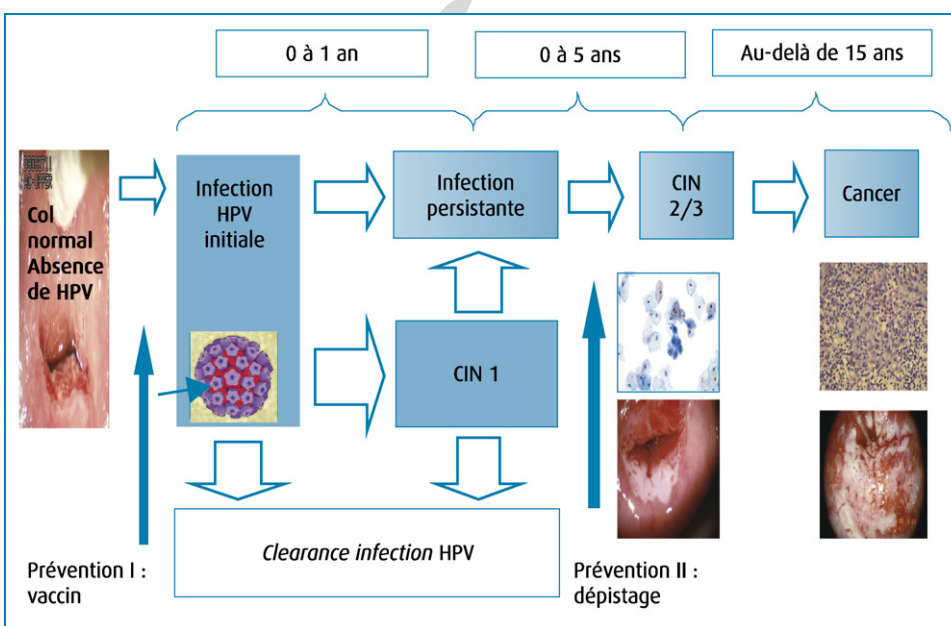 0 à 1 an
0 à 5 ans
Au-delà de 15 ans
Col
normal
Absence
de HPV
Infection
HPV
initiale
Infection
persistante
CIN
2/3
Cancer
CIN 1
Clearance infection HPV
Prévention I :
vaccin
Prévention II :
dépistage